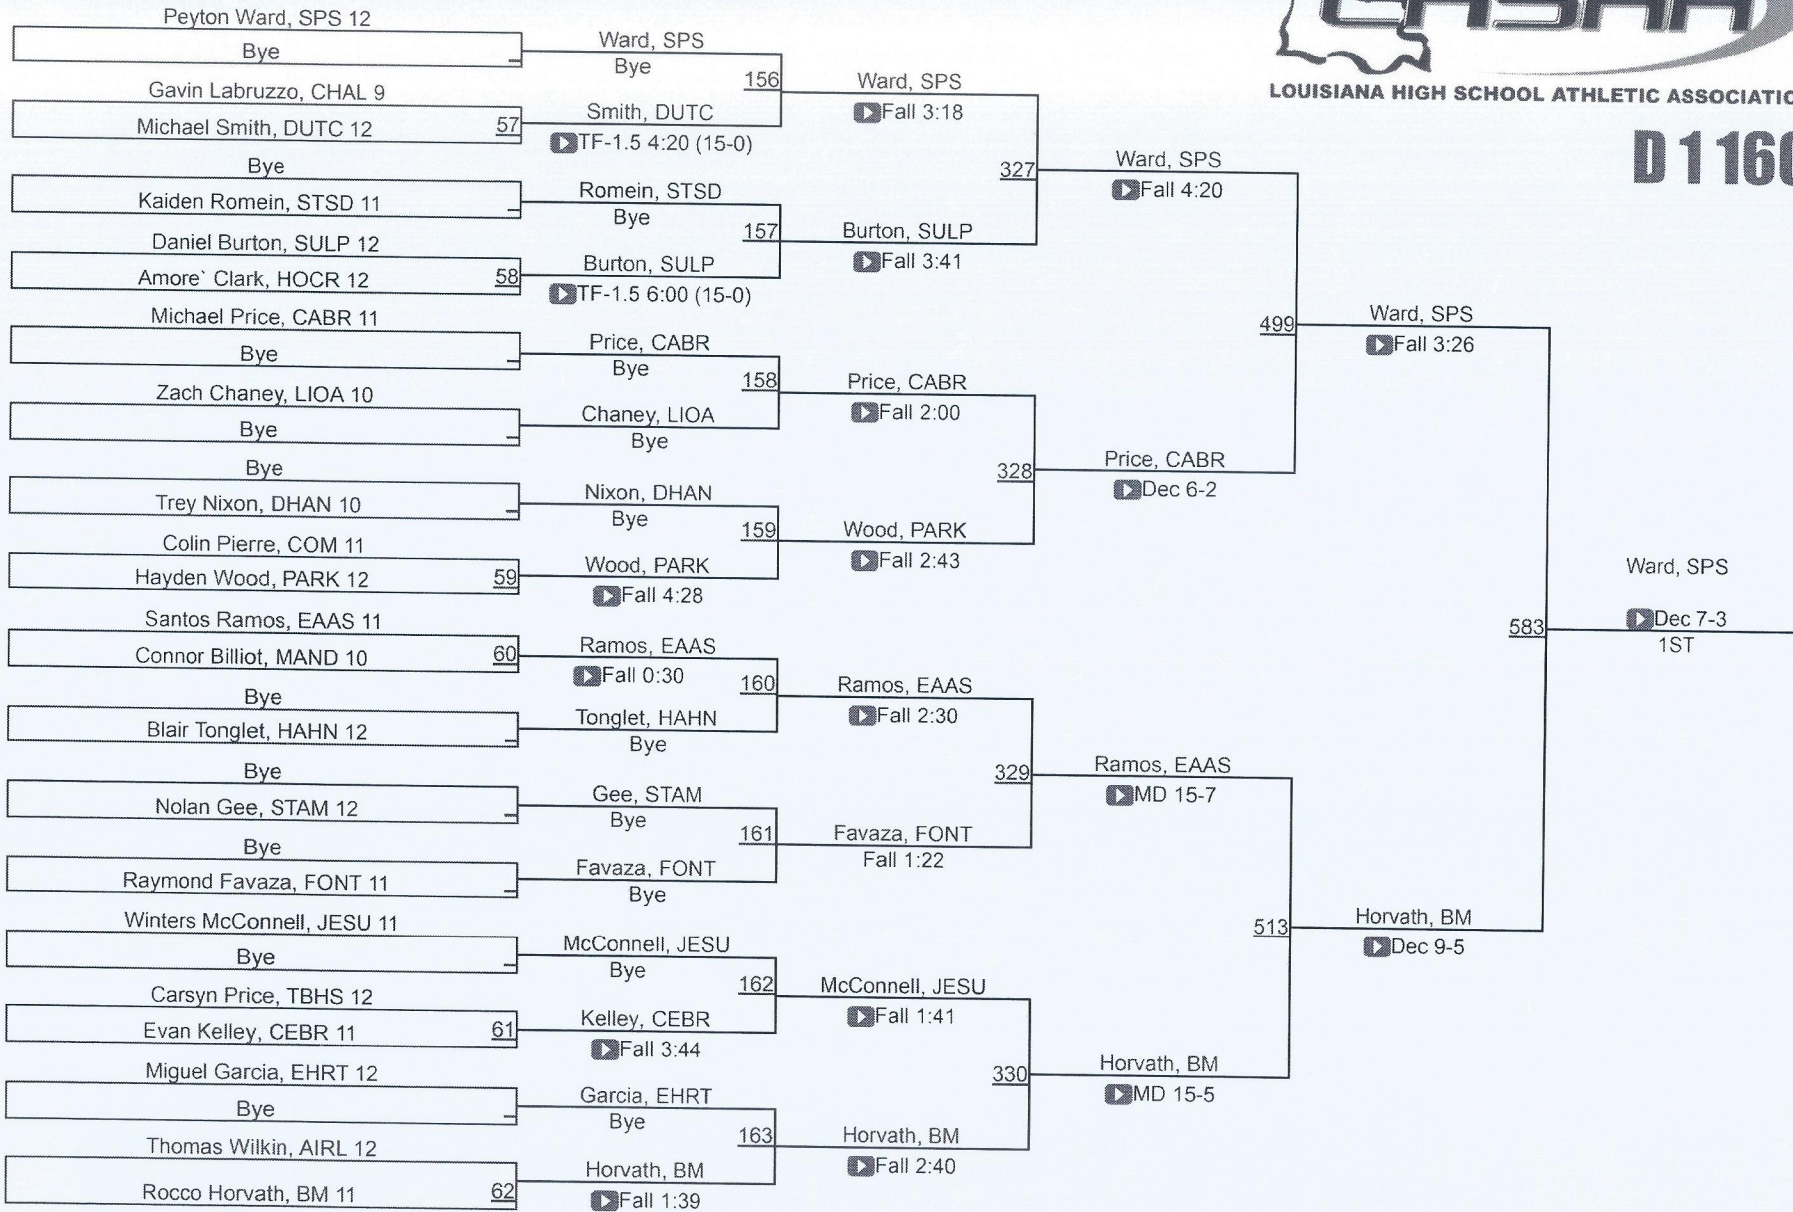 LHSAA
LOUISIANA HIGH SCHOOL ATHLETIC ASSOCIATIO
D 1 160
Peyton Ward, SPS 12
Bye
Gavin Labruzzo, CHAL 9
Michael Smith, DUTC 12 57
Bye
Kaiden Romein, STSD 11
Daniel Burton, SULP 12
Amore` Clark, HOCR 12 58
Michael Price, CABR 11
Bye
Zach Chaney, LIOA 10
Bye
Bye
Trey Nixon, DHAN 10
Colin Pierre, COM 11
Hayden Wood, PARK 12 59
Santos Ramos, EAAS 11
Connor Billiot, MAND 10 60
Bye
Blair Tonglet, HAHN 12
Bye
Nolan Gee, STAM 12
Bye
Raymond Favaza, FONT 11
Winters McConnell, JESU 11
Bye
Carsyn Price, TBHS 12
Evan Kelley, CEBR 11 61
Miguel Garcia, EHRT 12
Bye
Thomas Wilkin, AIRL 12
Rocco Horvath, BM 11 62
Ward, SPS
Bye
156
Smith, DUTC
TF-1.5 4:20 (15-0)
Romein, STSD
Bye
157
Burton, SULP
TF-1.5 6:00 (15-0)
Price, CABR
Bye
158
Chaney, LIOA
Bye
Nixon, DHAN
Bye
159
Wood, PARK
Fall 4:28
Ramos, EAAS
Fall 0:30
160
Tonglet, HAHN
Bye
Gee, STAM
Bye
161
Favaza, FONT
Bye
McConnell, JESU
Bye
162
Kelley, CEBR
Fall 3:44
Garcia, EHRT
Bye
163
Horvath, BM
Fall 1:39
Ward, SPS
Fall 3:18
327
Burton, SULP
Fall 3:41
Price, CABR
Fall 2:00
328
Wood, PARK
Fall 2:43
Ramos, EAAS
Fall 2:30
329
Favaza, FONT
Fall 1:22
McConnell, JESU
Fall 1:41
330
Horvath, BM
Fall 2:40
Ward, SPS
Fall 4:20
499
Price, CABR
Dec 6-2
Ramos, EAAS
MD 15-7
513
Horvath, BM
MD 15-5
Ward, SPS
Fall 3:26
583
Horvath, BM
Dec 9-5
Ward, SPS
Dec 7-3
1ST